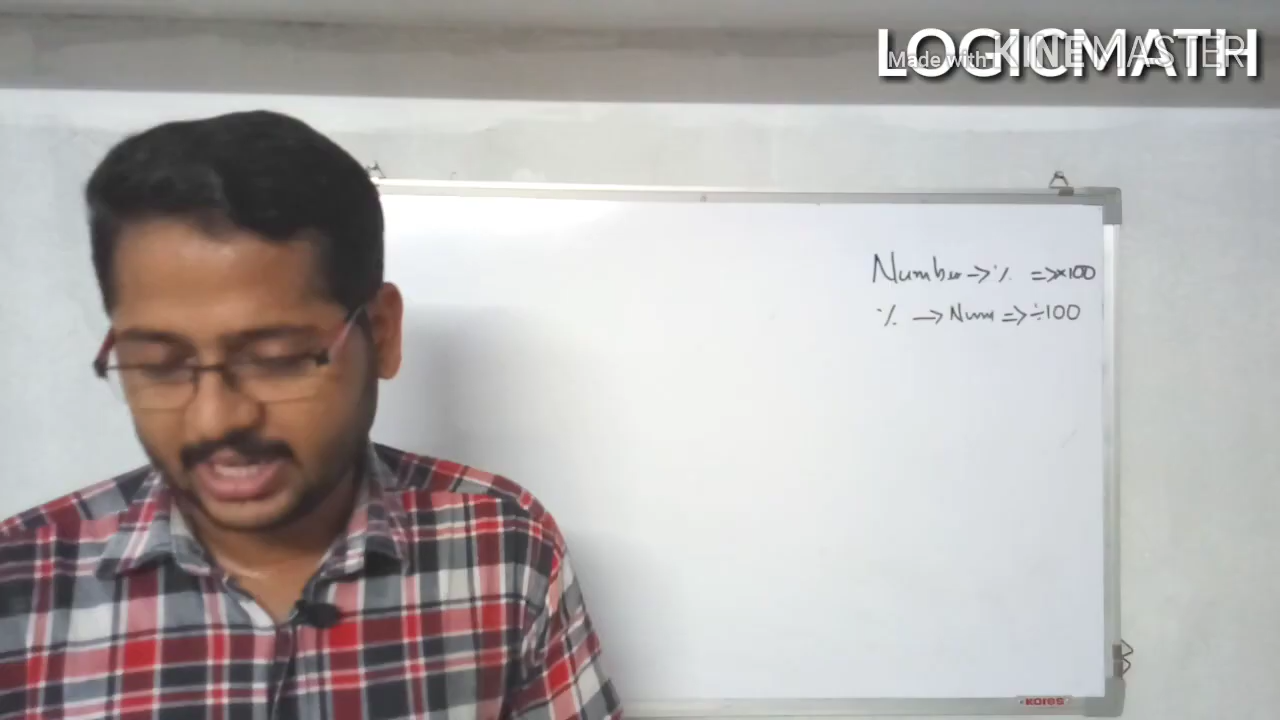 LOGICMATH
Made with KINEMASTER
Number → % ⇒ ×100
% → Num ⇒ ÷100
KORES